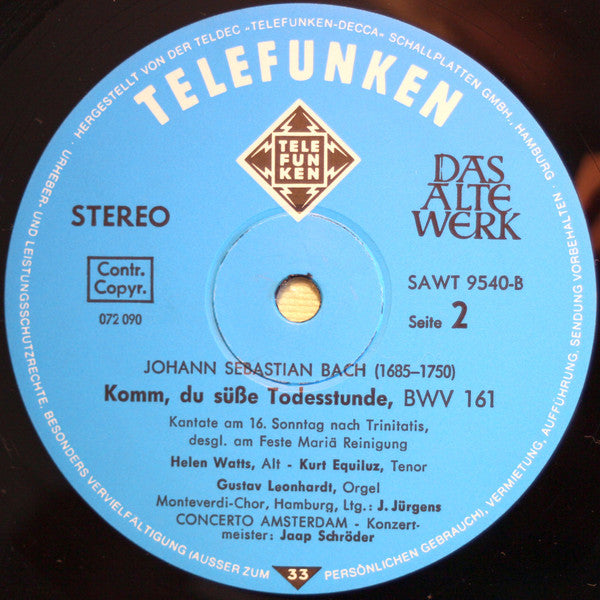 HERGESTELLT VON DER TELDEC »TELEFUNKEN-DECCA« SCHALLPLATTEN GMBH., HAMBURG · URHEBER- UND LEISTUNGSSCHUTZRECHTE, BESONDERS VERVIELFÄLTIGUNG (AUSSER ZUM PERSÖNLICHEN GEBRAUCH), VERMIETUNG, AUFFÜHRUNG, SENDUNG VORBEHALTEN
TELEFUNKEN
TELE
FUN
KEN
DAS
ALTE
WERK
STEREO
Contr.
Copyr.
072 090
SAWT 9540-B
Seite 2
JOHANN SEBASTIAN BACH (1685–1750)
Komm, du süße Todesstunde, BWV 161
Kantate am 16. Sonntag nach Trinitatis,
desgl. am Feste Mariä Reinigung
Helen Watts, Alt - Kurt Equiluz, Tenor
Gustav Leonhardt, Orgel
Monteverdi-Chor, Hamburg, Ltg.: J. Jürgens
CONCERTO AMSTERDAM - Konzert-
meister: Jaap Schröder
33